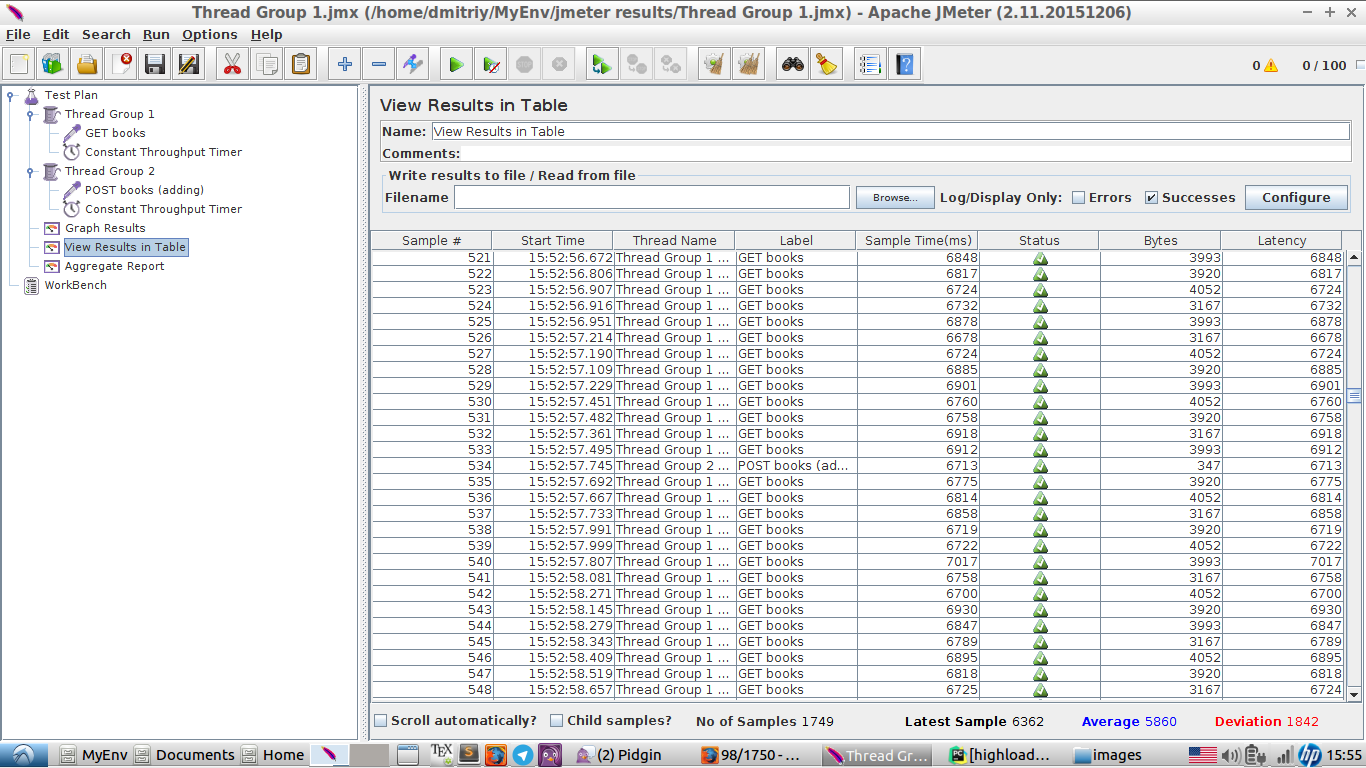 Thread Group 1.jmx (/home/dmitriy/MyEnv/jmeter results/Thread Group 1.jmx) - Apache JMeter (2.11.20151206)
File Edit Search Run Options Help
0 0 / 100
Test Plan
Thread Group 1
GET books
Constant Throughput Timer
Thread Group 2
POST books (adding)
Constant Throughput Timer
Graph Results
View Results in Table
Aggregate Report
WorkBench
View Results in Table
Name: View Results in Table
Comments:
Write results to file / Read from file
Filename Browse... Log/Display Only: Errors Successes Configure
Sample # Start Time Thread Name Label Sample Time(ms) Status Bytes Latency
521 15:52:56.672 Thread Group 1 ... GET books 6848 3993 6848
522 15:52:56.806 Thread Group 1 ... GET books 6817 3920 6817
523 15:52:56.907 Thread Group 1 ... GET books 6724 4052 6724
524 15:52:56.916 Thread Group 1 ... GET books 6732 3167 6732
525 15:52:56.951 Thread Group 1 ... GET books 6878 3993 6878
526 15:52:57.214 Thread Group 1 ... GET books 6678 3167 6678
527 15:52:57.190 Thread Group 1 ... GET books 6724 4052 6724
528 15:52:57.109 Thread Group 1 ... GET books 6885 3920 6885
529 15:52:57.229 Thread Group 1 ... GET books 6901 3993 6901
530 15:52:57.451 Thread Group 1 ... GET books 6760 4052 6760
531 15:52:57.482 Thread Group 1 ... GET books 6758 3920 6758
532 15:52:57.361 Thread Group 1 ... GET books 6918 3167 6918
533 15:52:57.495 Thread Group 1 ... GET books 6912 3993 6912
534 15:52:57.745 Thread Group 2 ... POST books (ad... 6713 347 6713
535 15:52:57.692 Thread Group 1 ... GET books 6775 3920 6775
536 15:52:57.667 Thread Group 1 ... GET books 6814 4052 6814
537 15:52:57.733 Thread Group 1 ... GET books 6858 3167 6858
538 15:52:57.991 Thread Group 1 ... GET books 6719 3920 6719
539 15:52:57.999 Thread Group 1 ... GET books 6722 4052 6722
540 15:52:57.807 Thread Group 1 ... GET books 7017 3993 7017
541 15:52:58.081 Thread Group 1 ... GET books 6758 3167 6758
542 15:52:58.271 Thread Group 1 ... GET books 6700 4052 6700
543 15:52:58.145 Thread Group 1 ... GET books 6930 3920 6930
544 15:52:58.279 Thread Group 1 ... GET books 6847 3993 6847
545 15:52:58.343 Thread Group 1 ... GET books 6789 3167 6789
546 15:52:58.409 Thread Group 1 ... GET books 6895 4052 6895
547 15:52:58.519 Thread Group 1 ... GET books 6818 3920 6818
548 15:52:58.657 Thread Group 1 ... GET books 6725 3167 6724
Scroll automatically? Child samples? No of Samples 1749 Latest Sample 6362 Average 5860 Deviation 1842
MyEnv Documents Home TEX S (2) Pidgin 98/1750 -... Thread Gr... [highload... images hp 15:55